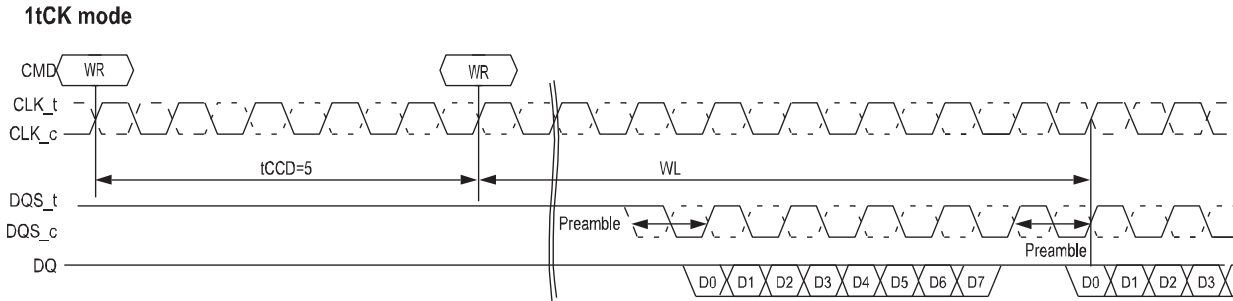 1tCK mode
CMD WR WR
CLK_t
CLK_c
tCCD=5 WL
DQS_t
Preamble
DQS_c
Preamble
DQ D0 D1 D2 D3 D4 D5 D6 D7 D0 D1 D2 D3